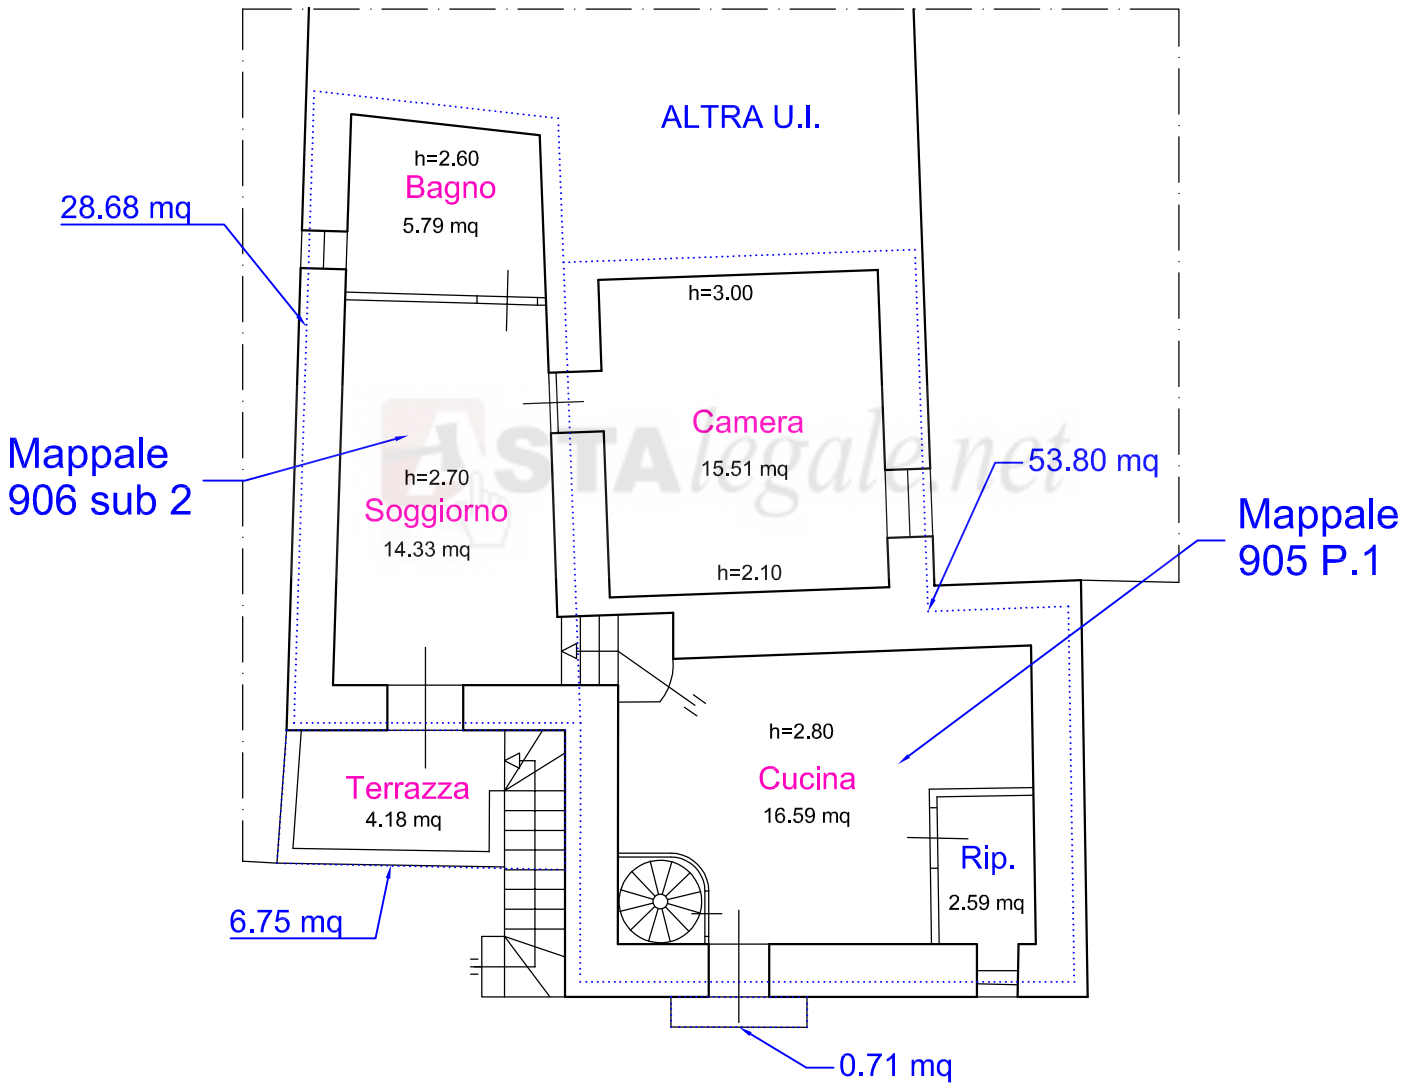 ALTRA U.I.
h=2.60
Bagno
5.79 mq
28.68 mq
h=3.00
Camera
15.51 mq
h=2.10
ASTAlegale.net
53.80 mq
Mappale
906 sub 2
h=2.70
Soggiorno
14.33 mq
Mappale
905 P.1
h=2.80
Cucina
16.59 mq
Terrazza
4.18 mq
Rip.
2.59 mq
6.75 mq
0.71 mq